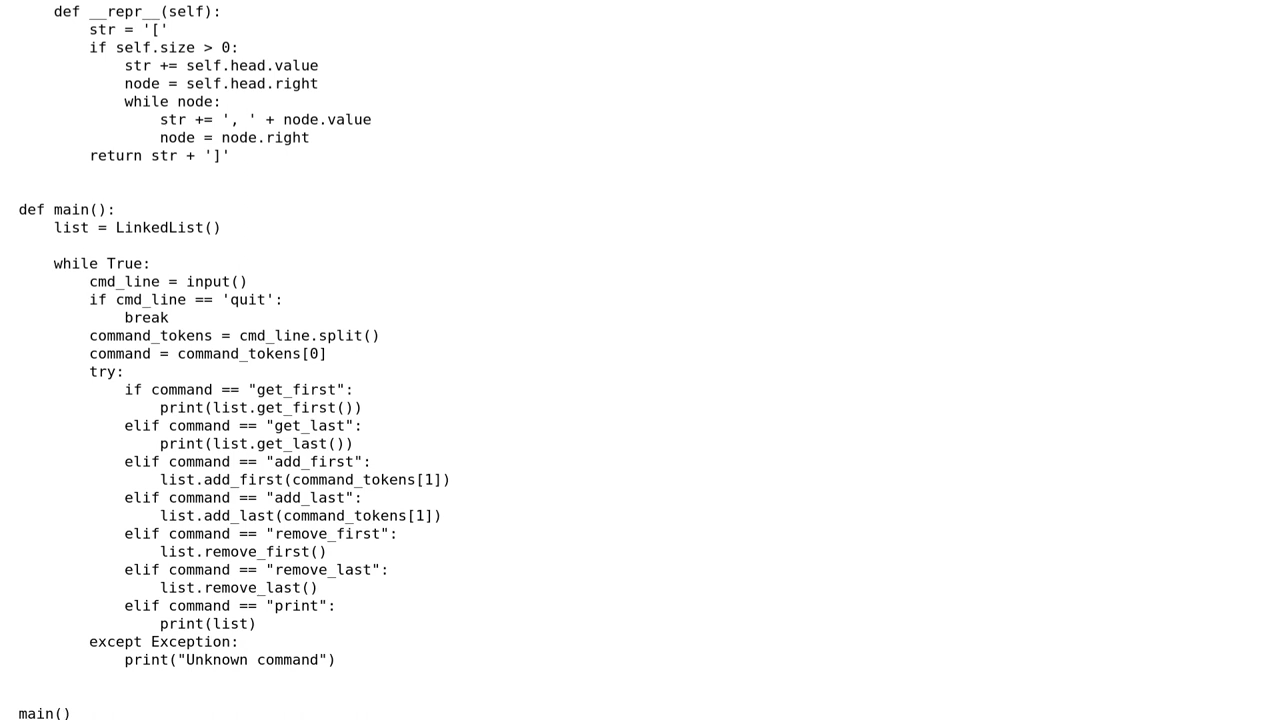 def __repr__(self):
        str = '['
        if self.size > 0:
            str += self.head.value
            node = self.head.right
            while node:
                str += ', ' + node.value
                node = node.right
        return str + ']'


def main():
    list = LinkedList()

    while True:
        cmd_line = input()
        if cmd_line == 'quit':
            break
        command_tokens = cmd_line.split()
        command = command_tokens[0]
        try:
            if command == "get_first":
                print(list.get_first())
            elif command == "get_last":
                print(list.get_last())
            elif command == "add_first":
                list.add_first(command_tokens[1])
            elif command == "add_last":
                list.add_last(command_tokens[1])
            elif command == "remove_first":
                list.remove_first()
            elif command == "remove_last":
                list.remove_last()
            elif command == "print":
                print(list)
        except Exception:
            print("Unknown command")


main()